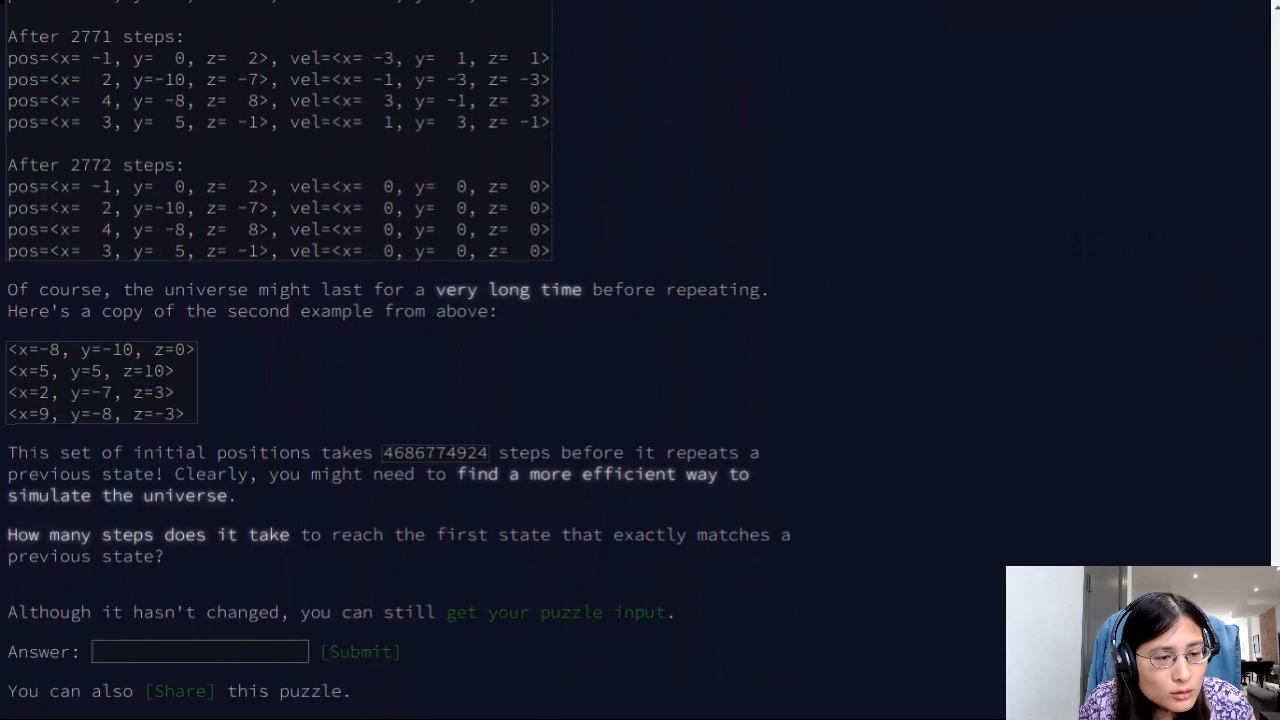 After 2771 steps:
pos=<x= -1, y=  0, z=  2>, vel=<x= -3, y=  1, z=  1>
pos=<x=  2, y=-10, z= -7>, vel=<x= -1, y= -3, z= -3>
pos=<x=  4, y= -8, z=  8>, vel=<x=  3, y= -1, z=  3>
pos=<x=  3, y=  5, z= -1>, vel=<x=  1, y=  3, z= -1>
After 2772 steps:
pos=<x= -1, y=  0, z=  2>, vel=<x=  0, y=  0, z=  0>
pos=<x=  2, y=-10, z= -7>, vel=<x=  0, y=  0, z=  0>
pos=<x=  4, y= -8, z=  8>, vel=<x=  0, y=  0, z=  0>
pos=<x=  3, y=  5, z= -1>, vel=<x=  0, y=  0, z=  0>
Of course, the universe might last for a very long time before repeating.
Here's a copy of the second example from above:
<x=-8, y=-10, z=0>
<x=5, y=5, z=10>
<x=2, y=-7, z=3>
<x=9, y=-8, z=-3>
This set of initial positions takes 4686774924 steps before it repeats a
previous state! Clearly, you might need to find a more efficient way to
simulate the universe.
How many steps does it take to reach the first state that exactly matches a
previous state?
Although it hasn't changed, you can still get your puzzle input.
Answer: [Submit]
You can also [Share] this puzzle.